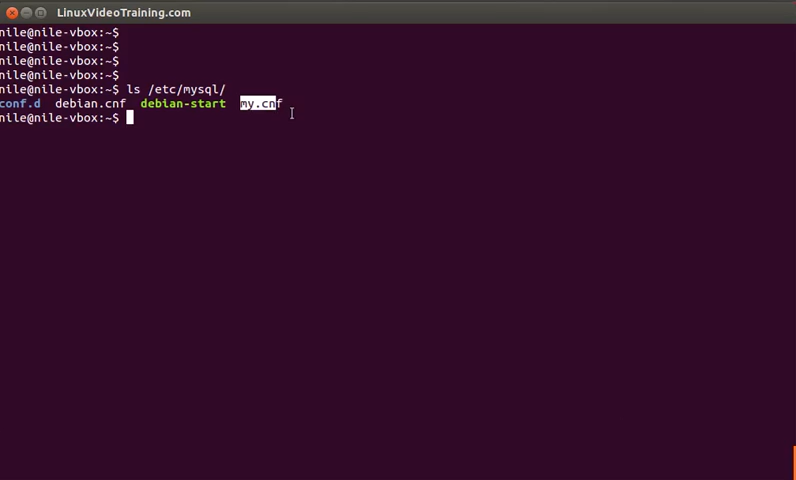 LinuxVideoTraining.com
nile@nile-vbox:~$
nile@nile-vbox:~$
nile@nile-vbox:~$
nile@nile-vbox:~$
nile@nile-vbox:~$ ls /etc/mysql/
conf.d  debian.cnf  debian-start  my.cnf
nile@nile-vbox:~$